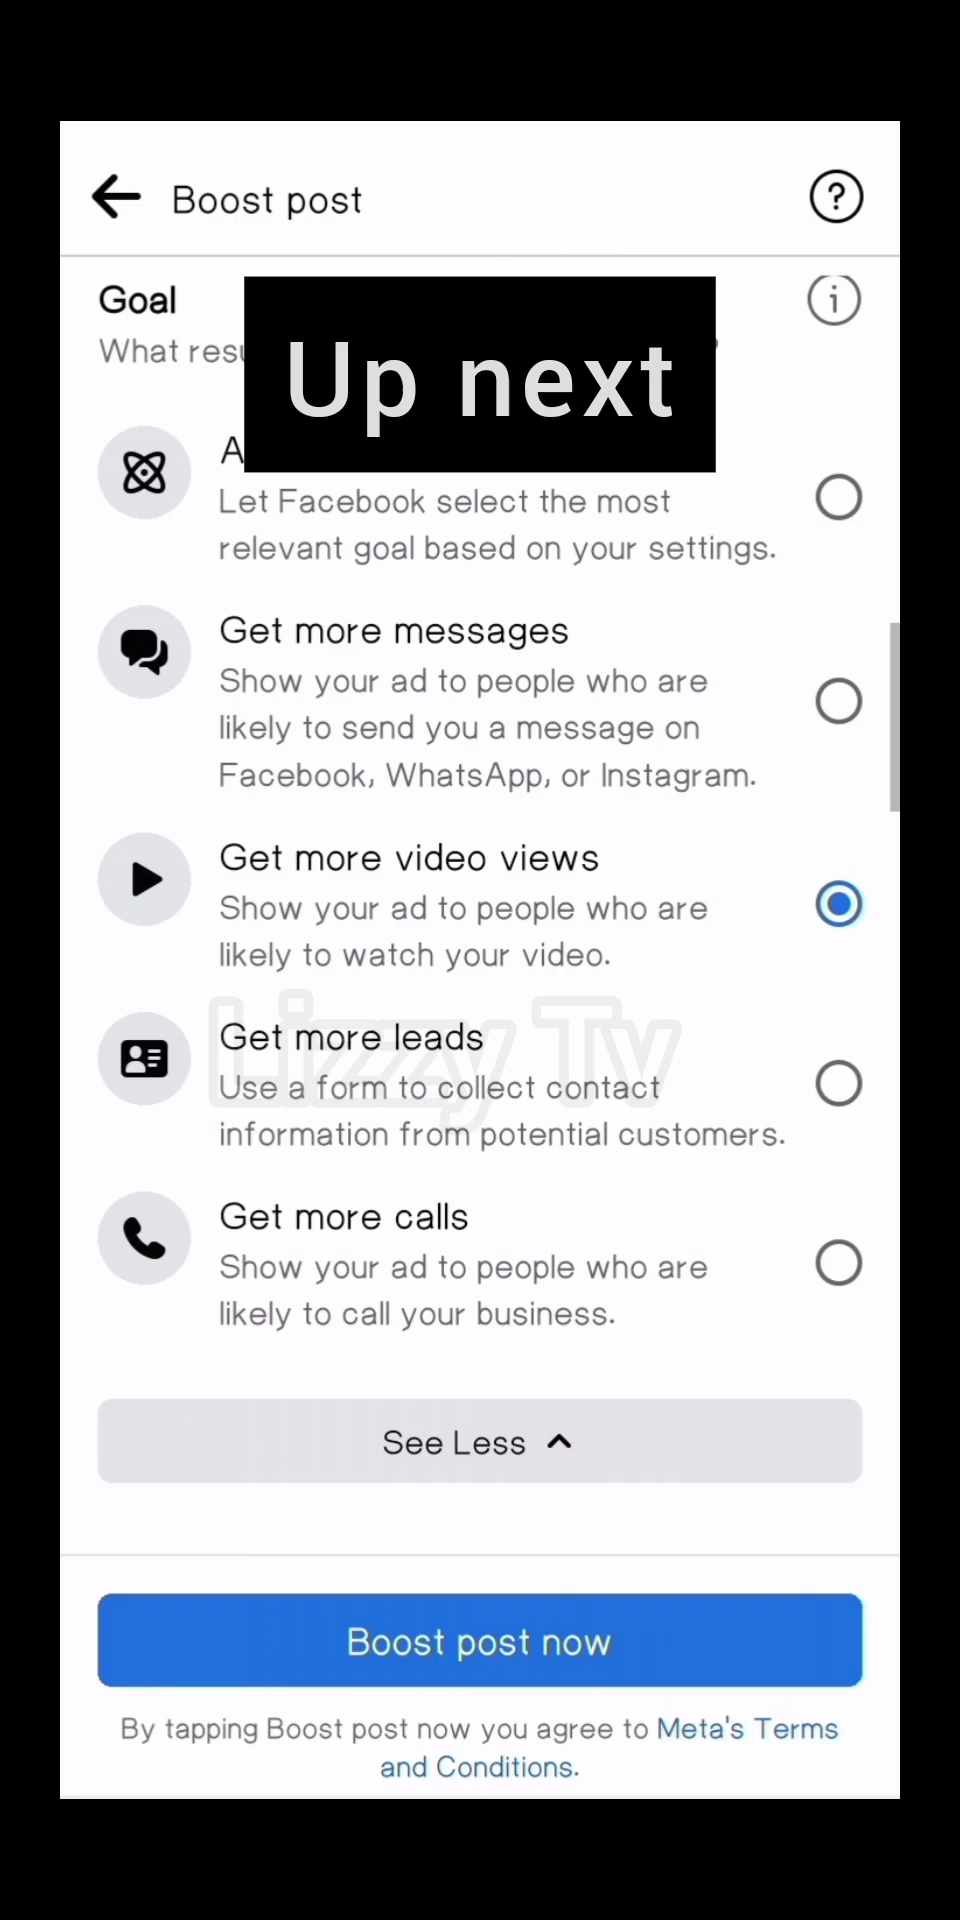 Boost post
?
Goal
i
What
Up next
Let Facebook select the most
relevant goal based on your settings.
Get more messages
Show your ad to people who are
likely to send you a message on
Facebook, WhatsApp, or Instagram.
Get more video views
Show your ad to people who are
likely to watch your video.
Lizzy Tv
Get more leads
Use a form to collect contact
information from potential customers.
Get more calls
Show your ad to people who are
likely to call your business.
See Less
Boost post now
By tapping Boost post now you agree to Meta's Terms
and Conditions.